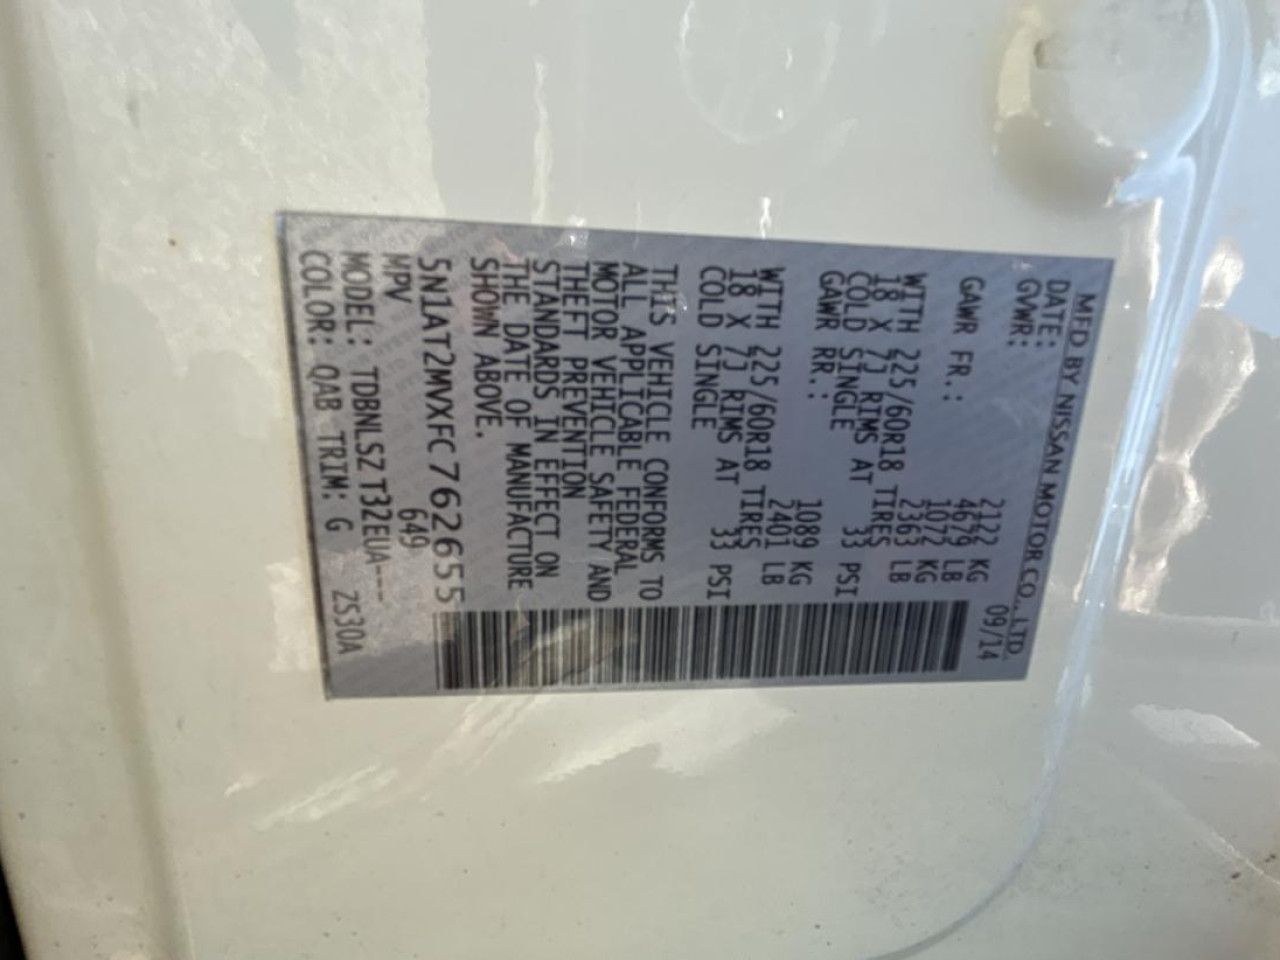 MFD BY NISSAN MOTOR CO., LTD.
DATE: 09/14
GVWR: 2122 KG
4679 LB
GAWR FR.: 1072 KG
2363 LB
WITH 225/60R18 TIRES
18 X 7J RIMS AT 33 PSI
COLD SINGLE
GAWR RR.: 1089 KG
2401 LB
WITH 225/60R18 TIRES
18 X 7J RIMS AT 33 PSI
COLD SINGLE
THIS VEHICLE CONFORMS TO
ALL APPLICABLE FEDERAL
MOTOR VEHICLE SAFETY AND
THEFT PREVENTION
STANDARDS IN EFFECT ON
THE DATE OF MANUFACTURE
SHOWN ABOVE.
5N1AT2MVXFC762655
MPV 649
MODEL: TDBNLSZ T32EUA---
COLOR: QAB TRIM: G ZS30A